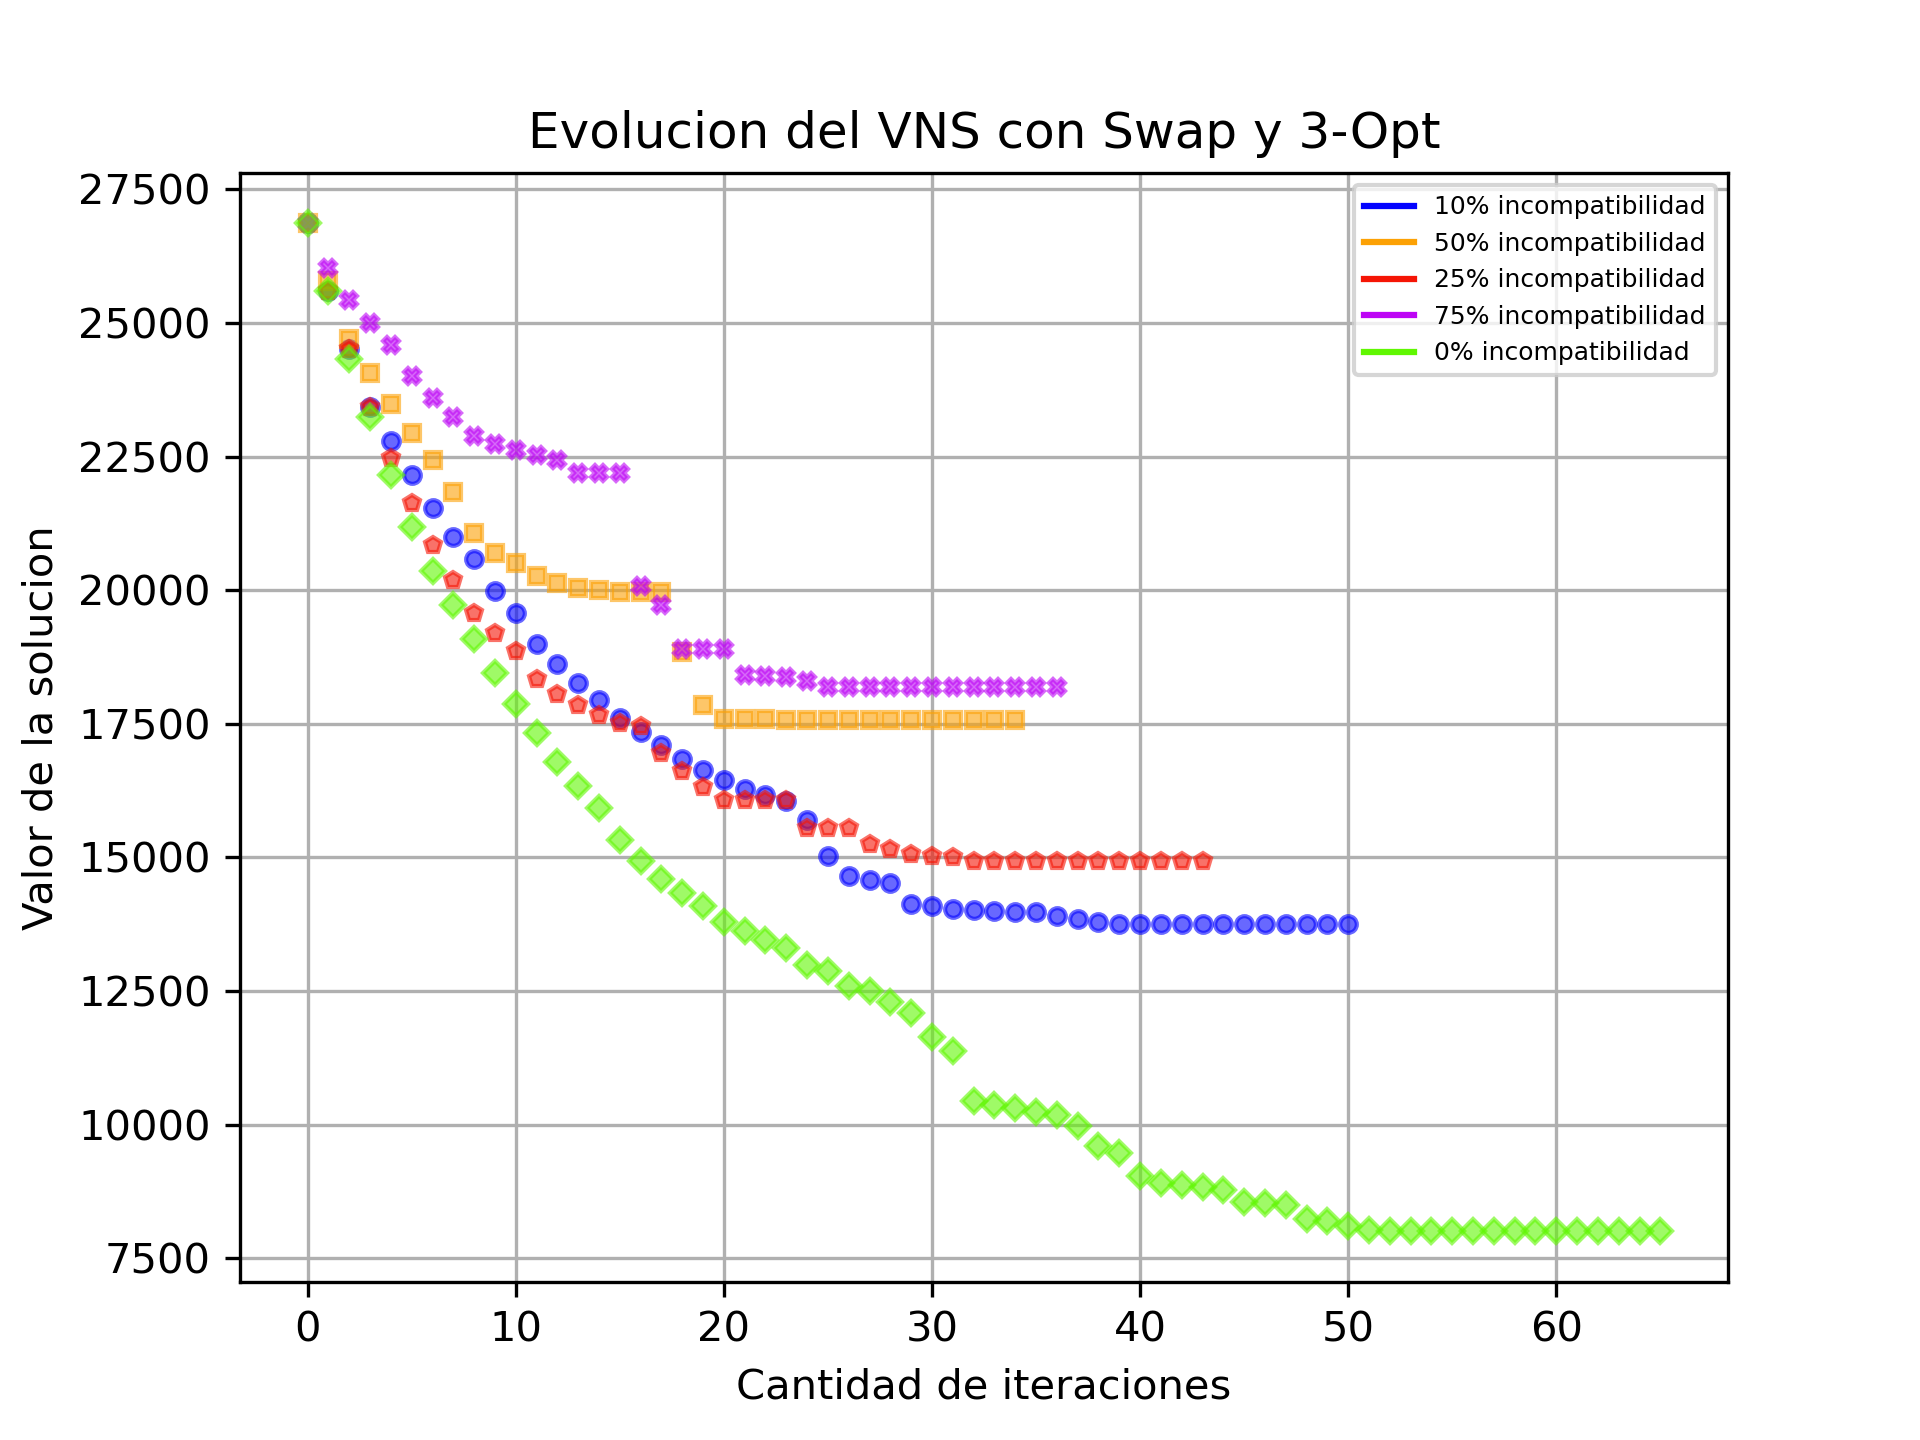 Evolucion del VNS con Swap y 3-Opt
27500
25000
22500
20000
17500
15000
12500
10000
7500
Valor de la solucion
10% incompatibilidad
50% incompatibilidad
25% incompatibilidad
75% incompatibilidad
0% incompatibilidad
0 10 20 30 40 50 60
Cantidad de iteraciones